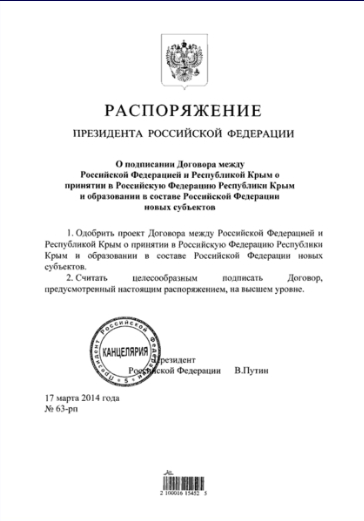 РАСПОРЯЖЕНИЕ
ПРЕЗИДЕНТА РОССИЙСКОЙ ФЕДЕРАЦИИ
О подписании Договора между
Российской Федерацией и Республикой Крым о
принятии в Российскую Федерацию Республики Крым
и образовании в составе Российской Федерации
новых субъектов
1. Одобрить проект Договора между Российской Федерацией и
Республикой Крым о принятии в Российскую Федерацию Республики
Крым и образовании в составе Российской Федерации новых
субъектов.
2. Считать целесообразным подписать Договор,
предусмотренный настоящим распоряжением, на высшем уровне.
Президент Российской Федерации
КАНЦЕЛЯРИЯ
* 5 *
Президент
Российской Федерации В.Путин
17 марта 2014 года
№ 63-рп
2 100016 15452 5